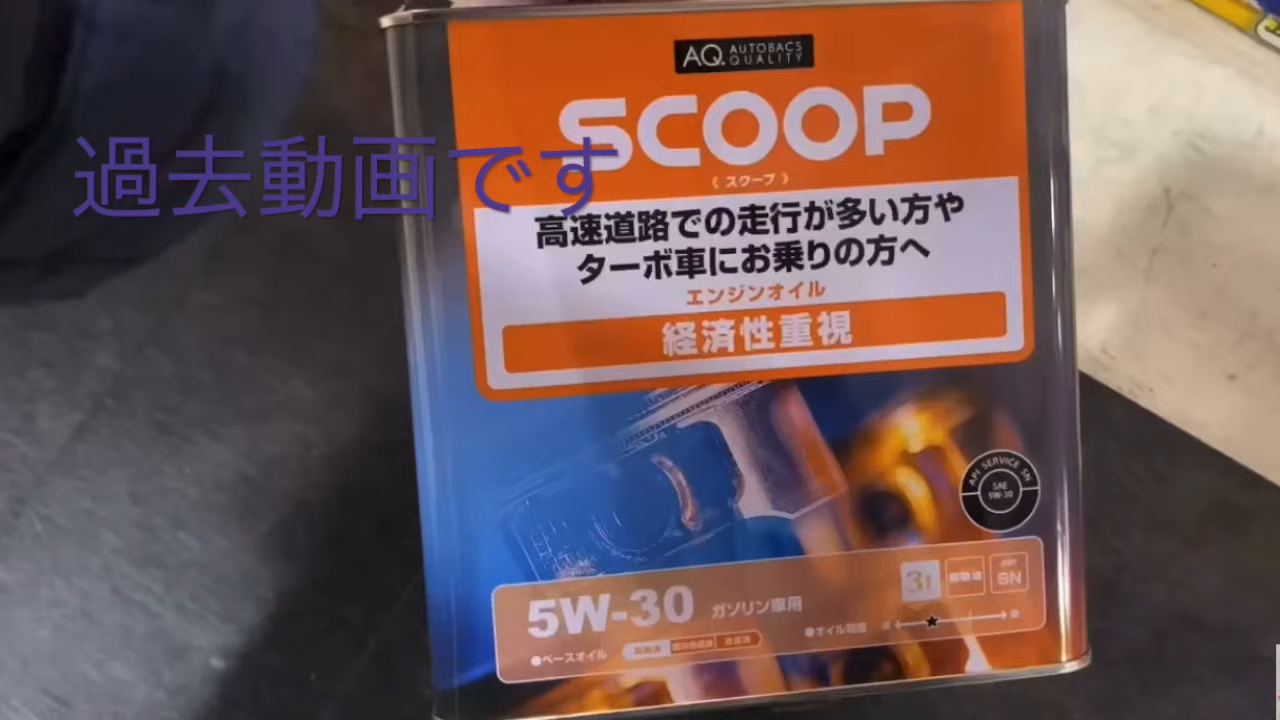 AQ. AUTOBACS QUALITY
SCOOP
《スクープ》
過去動画です
高速道路での走行が多い方や
ターボ車にお乗りの方へ
エンジンオイル
経済性重視
API SERVICE SN
SAE
5W-30
5W-30 ガソリン車用
3L 鉱物油 SN
●ベースオイル
●オイル粘度